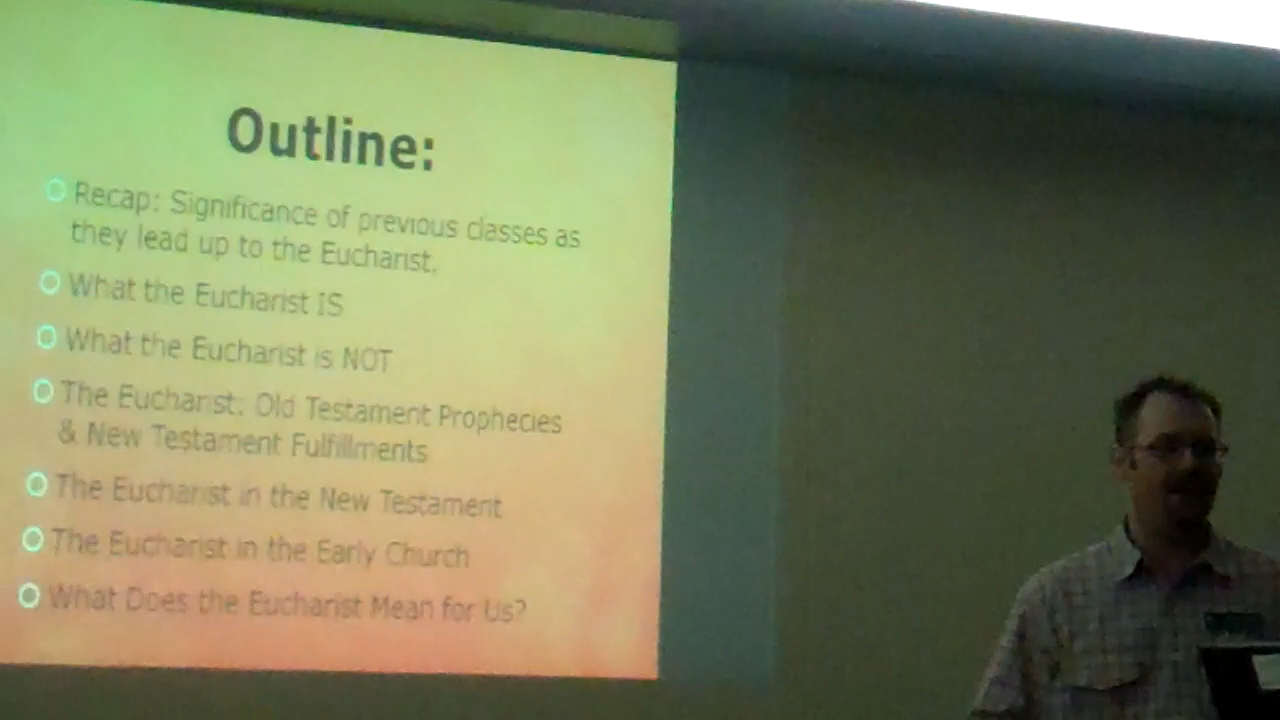 Outline:
Recap: Significance of previous classes as
they lead up to the Eucharist.
What the Eucharist IS
What the Eucharist is NOT
The Eucharist: Old Testament Prophecies
& New Testament Fulfillments
The Eucharist in the New Testament
The Eucharist in the Early Church
What Does the Eucharist Mean for Us?